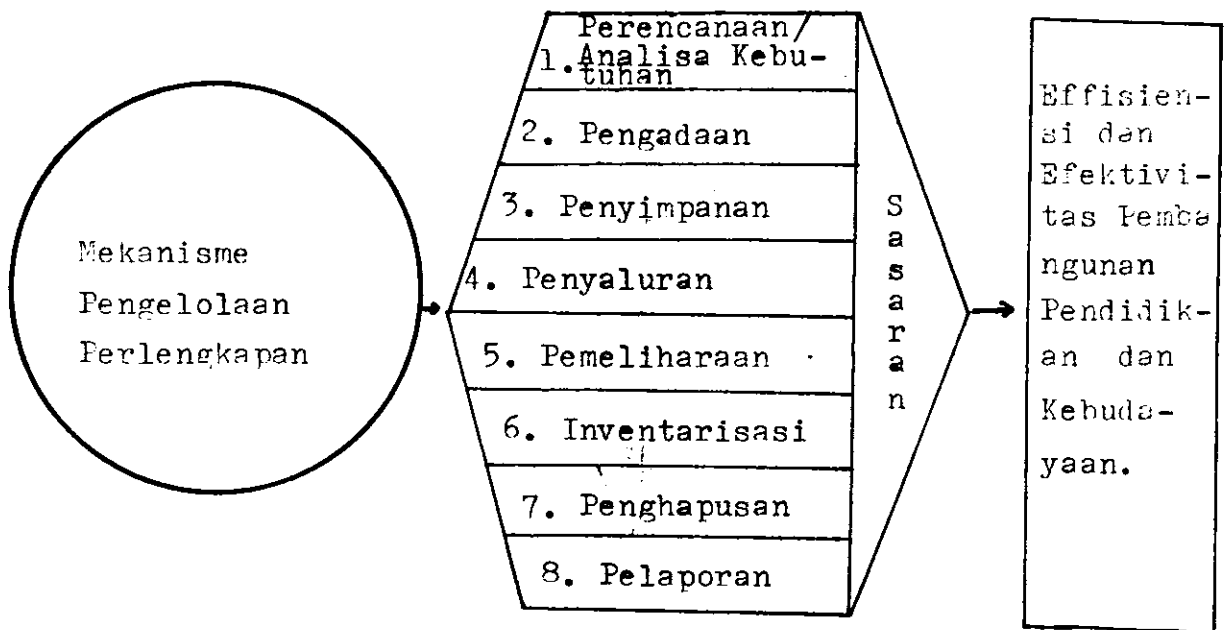 Mekanisme
Pengelolaan
Perlengkapan
Perencanaan/
1. Analisa Kebu-
tuhan
2. Pengadaan
3. Penyimpanan
4. Penyaluran
5. Pemeliharaan
6. Inventarisasi
7. Penghapusan
8. Pelaporan
Sasaran
Effisien-
si dan
Efektivi-
tas Pemba
ngunan
Pendidik-
an dan
Kebuda-
yaan.